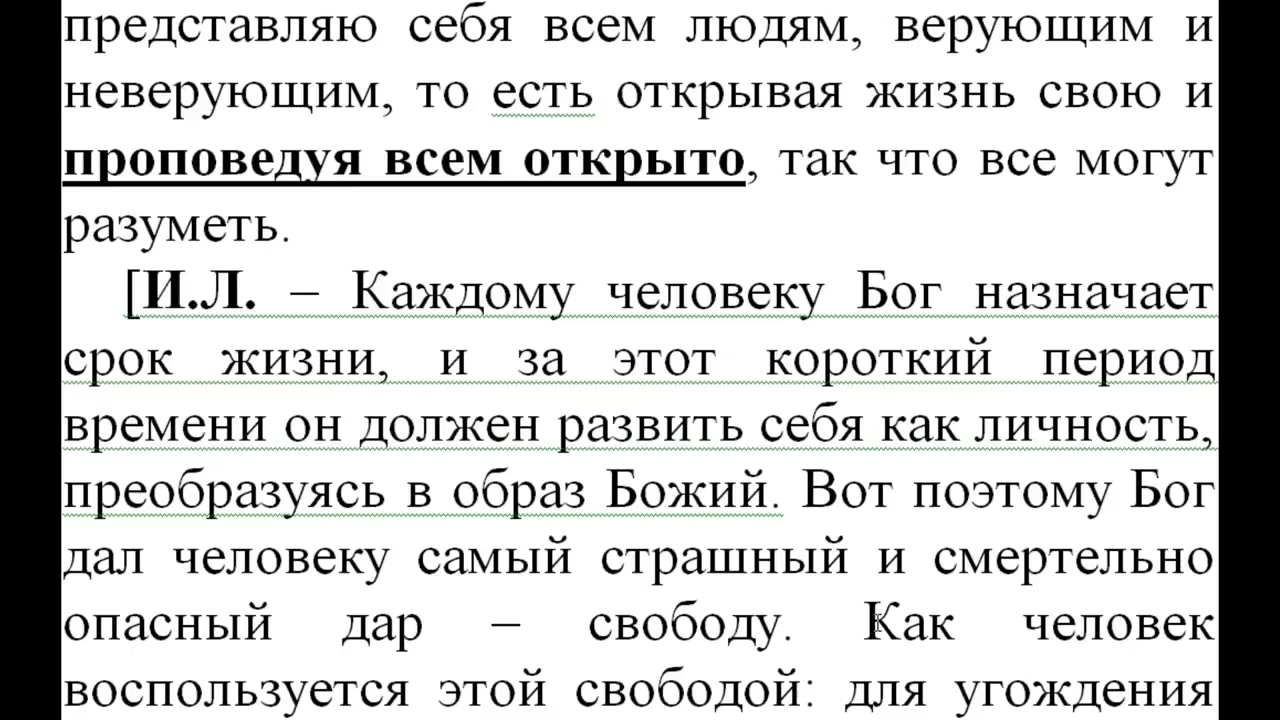 представляю себя всем людям, верующим и
неверующим, то есть открывая жизнь свою и
проповедуя всем открыто, так что все могут
разуметь.
[И.Л. – Каждому человеку Бог назначает
срок жизни, и за этот короткий период
времени он должен развить себя как личность,
преобразуясь в образ Божий. Вот поэтому Бог
дал человеку самый страшный и смертельно
опасный дар – свободу. Как человек
воспользуется этой свободой: для угождения